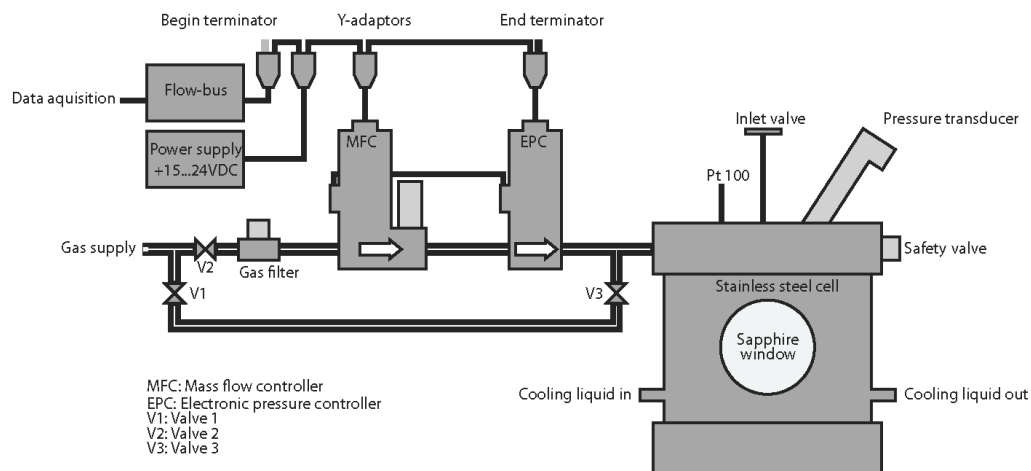 Begin terminator
Y-adaptors
End terminator
Data aquisition
Flow-bus
Power supply
+15...24VDC
MFC
EPC
Inlet valve
Pressure transducer
Pt 100
Gas supply
V2
Gas filter
Safety valve
V1
V3
Stainless steel cell
Sapphire
window
MFC: Mass flow controller
EPC: Electronic pressure controller
V1: Valve 1
V2: Valve 2
V3: Valve 3
Cooling liquid in
Cooling liquid out